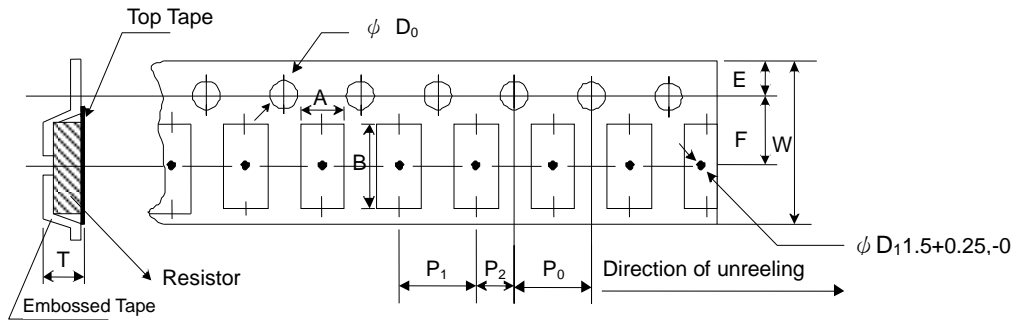 Top Tape
ϕ D₀
E
A
F
W
B
ϕ D₁ 1.5+0.25,-0
T
Resistor
P₁
P₂
P₀
Direction of unreeling
Embossed Tape